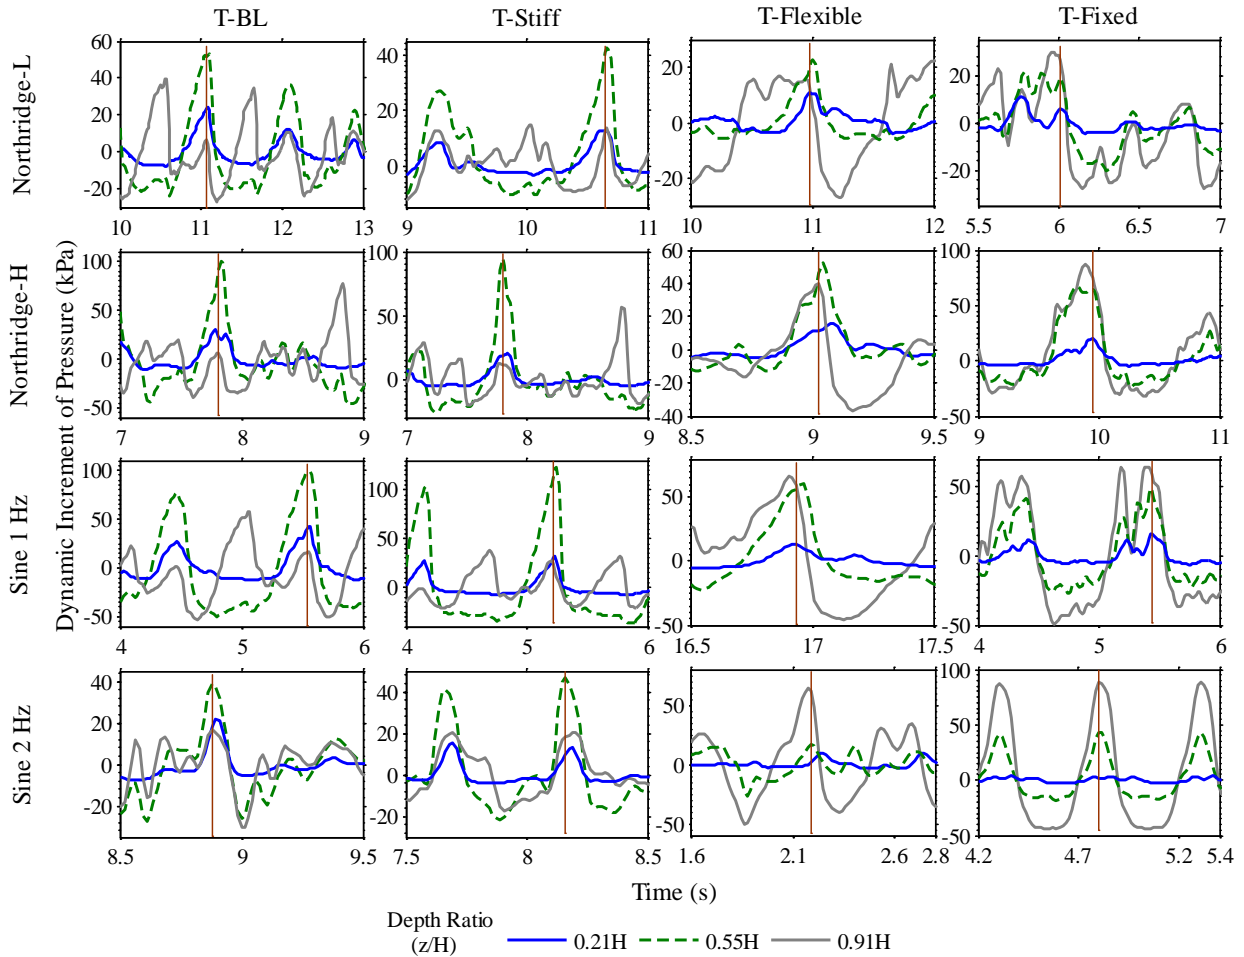 T-BL T-Stiff T-Flexible T-Fixed
Northridge-L
60 40 20 0 -20
10 11 12 13
40 20 0
9 10 11
20 0 -20
10 11 12
20 0 -20
5.5 6 6.5 7
Northridge-H
100 50 0 -50
7 8 9
100 50 0
7 8 9
60 40 20 0 -20 -40
8.5 9 9.5
100 50 0 -50
9 10 11
Dynamic Increment of Pressure (kPa)
Sine 1 Hz
100 50 0 -50
4 5 6
100 50 0
4 5 6
50 0 -50
16.5 17 17.5
50 0 -50
4 5 6
Sine 2 Hz
40 20 0 -20
8.5 9 9.5
40 20 0 -20
7.5 8 8.5
50 0 -50
1.6 2.1 2.6 2.8
100 50 0 -50
4.2 4.7 5.2 5.4
Time (s)
Depth Ratio
(z/H) 0.21H 0.55H 0.91H